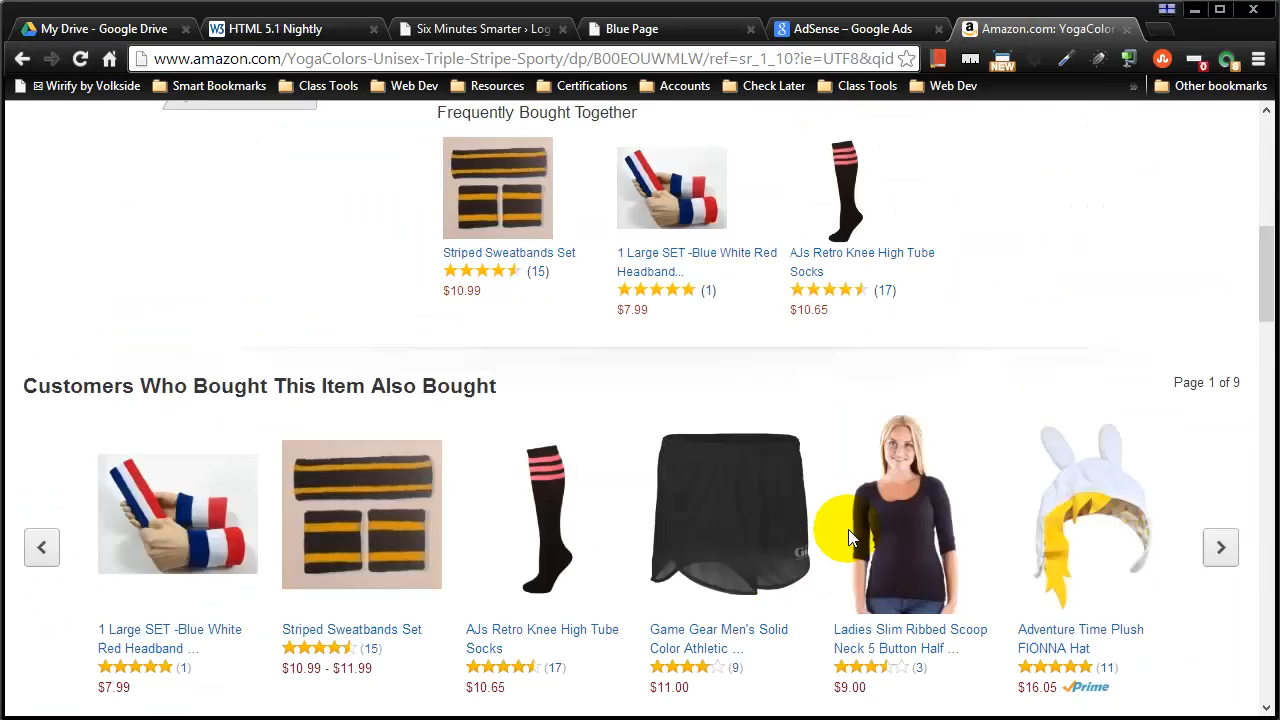 My Drive - Google Drive
HTML 5.1 Nightly
Six Minutes Smarter › Log
Blue Page
AdSense – Google Ads
Amazon.com: YogaColor
www.amazon.com/YogaColors-Unisex-Triple-Stripe-Sporty/dp/B00EOUWMLW/ref=sr_1_10?ie=UTF8&qid
NEW
0
8
Wirify by Volkside
Smart Bookmarks
Class Tools
Web Dev
Resources
Certifications
Accounts
Check Later
Class Tools
Web Dev
»
Other bookmarks
Frequently Bought Together
Striped Sweatbands Set
(15)
$10.99
1 Large SET -Blue White Red
Headband...
(1)
$7.99
AJs Retro Knee High Tube
Socks
(17)
$10.65
Customers Who Bought This Item Also Bought
Page 1 of 9
1 Large SET -Blue White
Red Headband ...
(1)
$7.99
Striped Sweatbands Set
(15)
$10.99 - $11.99
AJs Retro Knee High Tube
Socks
(17)
$10.65
Game Gear Men's Solid
Color Athletic ...
(9)
$11.00
Ladies Slim Ribbed Scoop
Neck 5 Button Half ...
(3)
$9.00
Adventure Time Plush
FIONNA Hat
(11)
$16.05 Prime